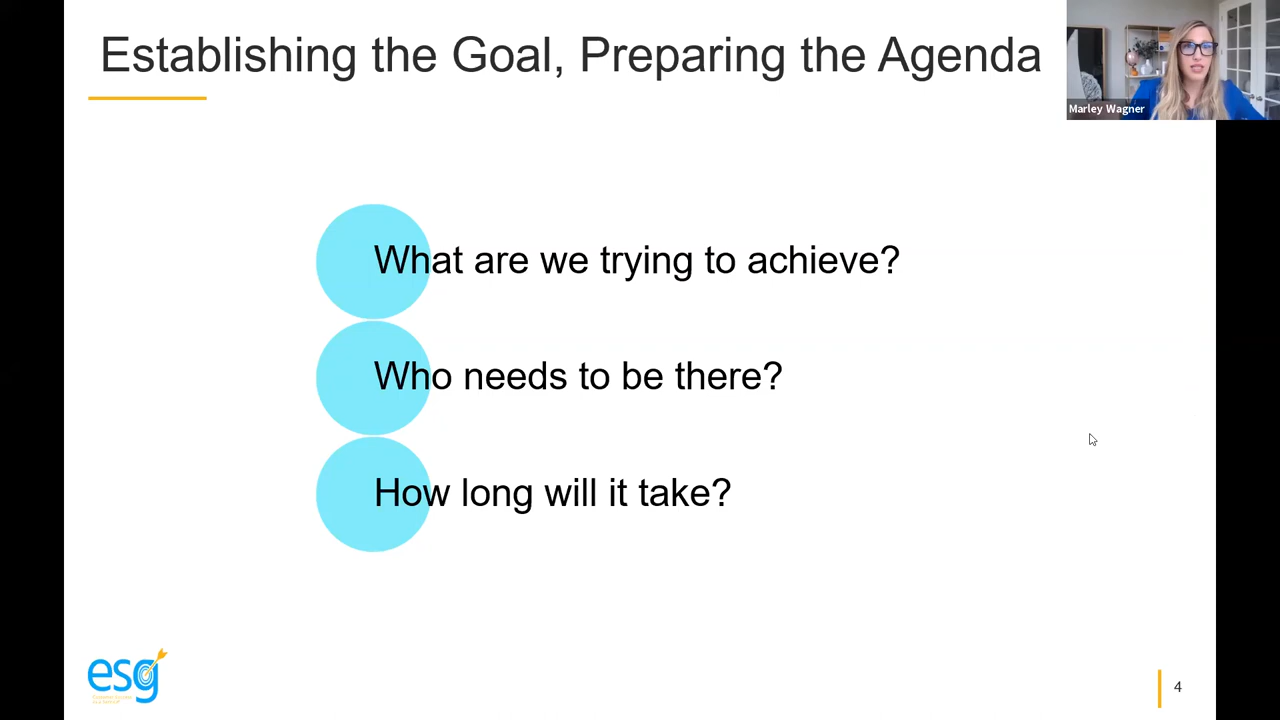 Establishing the Goal, Preparing the Agenda
Marley Wagner
What are we trying to achieve?
Who needs to be there?
How long will it take?
esg
4